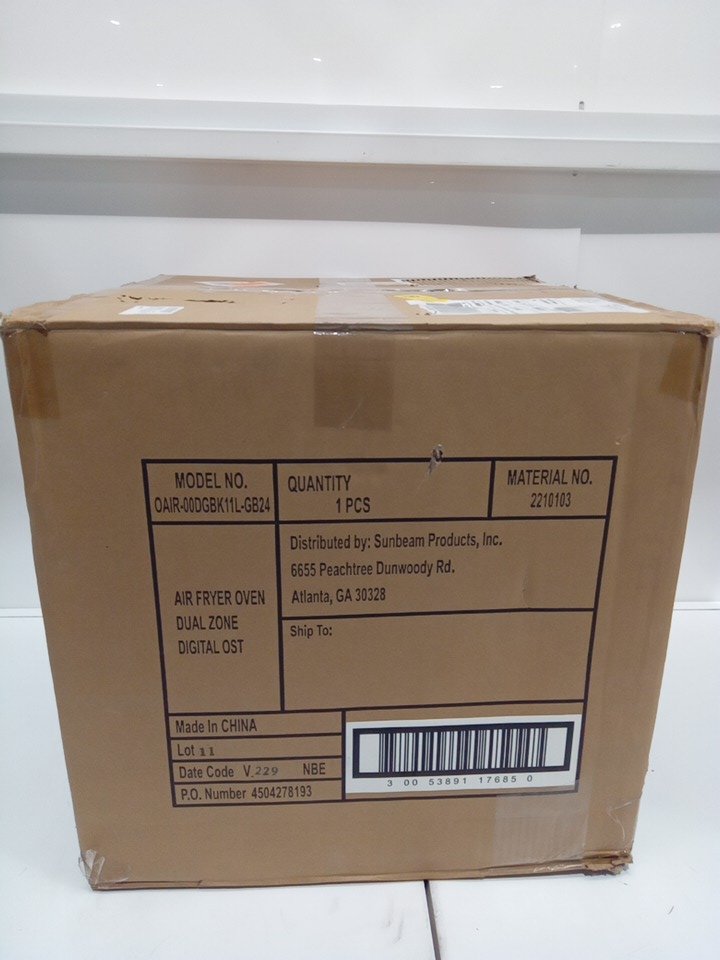 MODEL NO.
OAIR-00DGBK11L-GB24
QUANTITY
1 PCS
MATERIAL NO.
2210103
AIR FRYER OVEN
DUAL ZONE
DIGITAL OST
Distributed by: Sunbeam Products, Inc.
6655 Peachtree Dunwoody Rd.
Atlanta, GA 30328
Ship To:
Made In CHINA
Lot 11
Date Code V 229 NBE
P.O. Number 4504278193
3 00 53891 17685 0